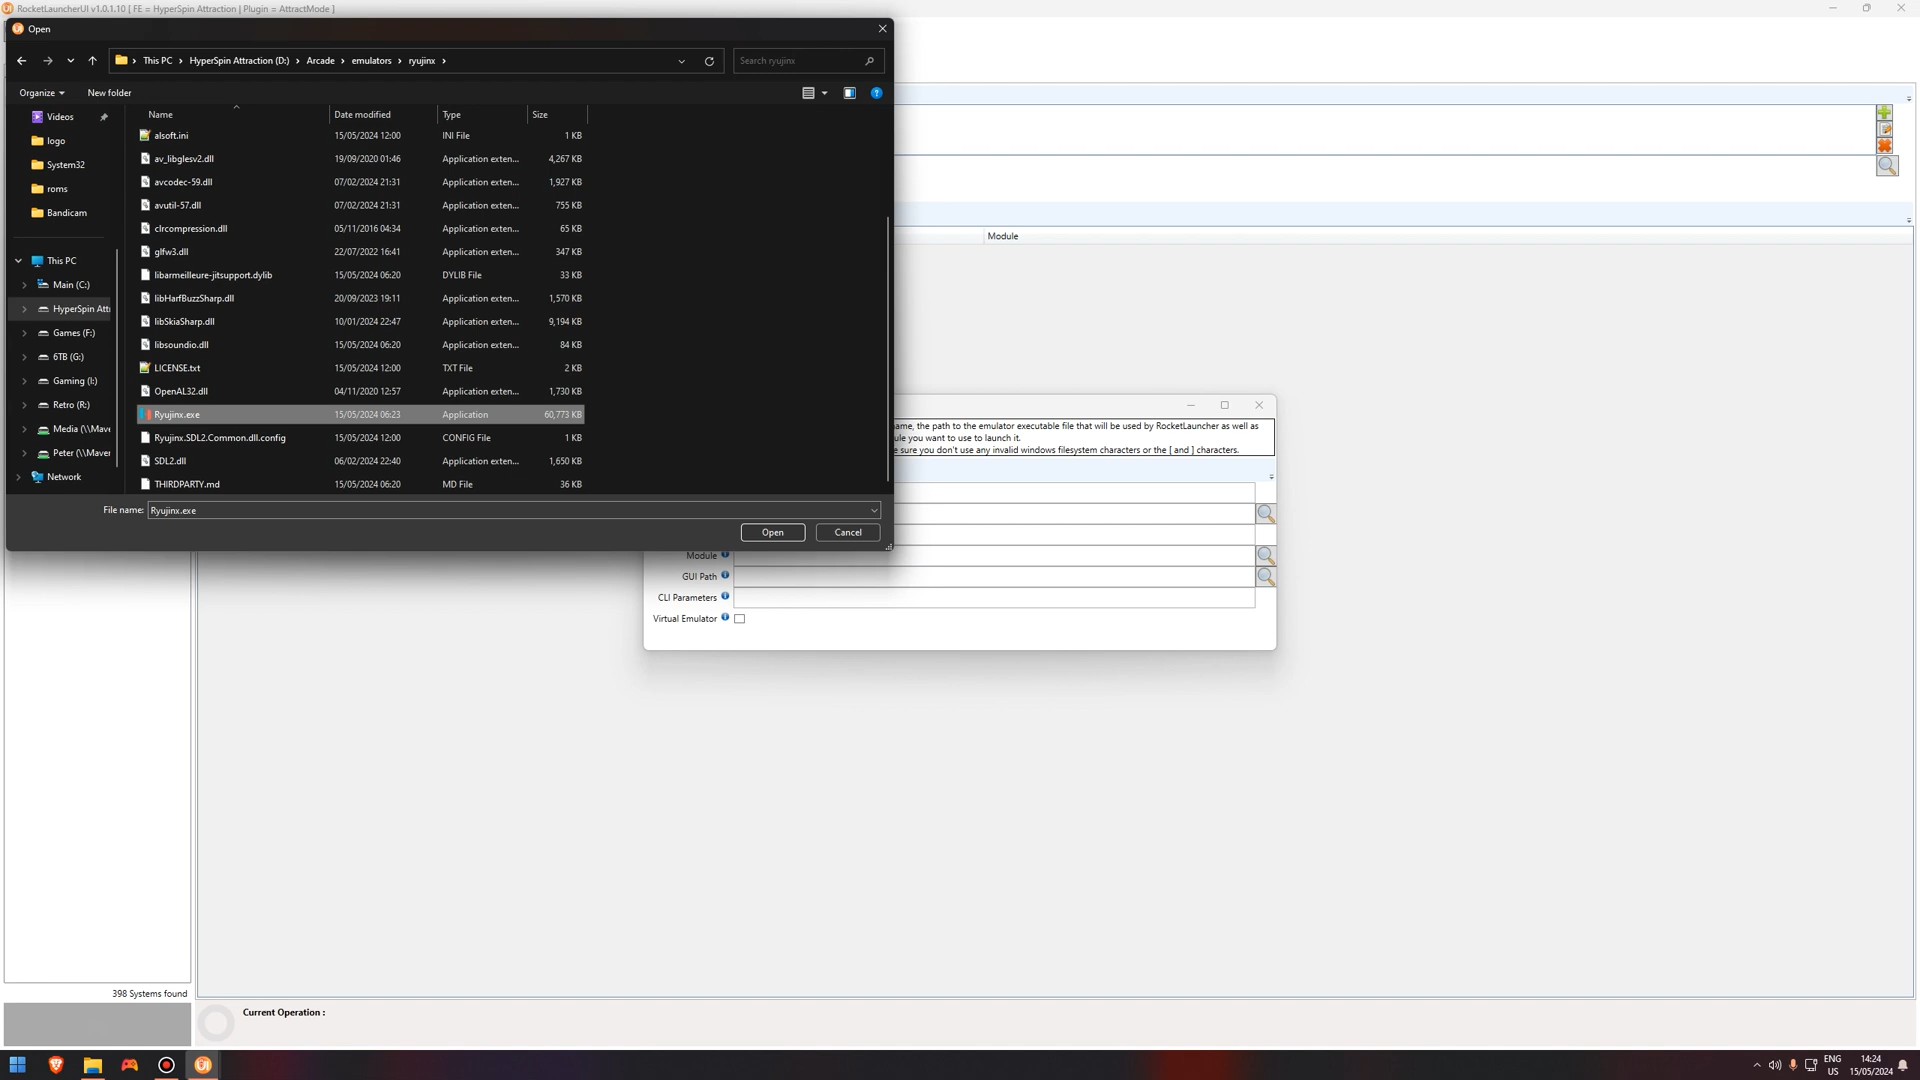 RocketLauncherUI v1.0.1.10 [ FE = HyperSpin Attraction | Plugin = AttractMode ]
Open
This PC > HyperSpin Attraction (D:) > Arcade > emulators > ryujinx >
Search ryujinx
Organize
New folder
Name
Date modified
Type
Size
Videos
logo
System32
roms
Bandicam
This PC
Main (C:)
HyperSpin Attr
Games (F:)
6TB (G:)
Gaming (I:)
Retro (R:)
Media (\\Mave
Peter (\\Maver
Network
alsoft.ini 15/05/2024 12:00 INI File 1 KB
av_libglesv2.dll 19/09/2020 01:46 Application exten... 4,267 KB
avcodec-59.dll 07/02/2024 21:31 Application exten... 1,927 KB
avutil-57.dll 07/02/2024 21:31 Application exten... 755 KB
clrcompression.dll 05/11/2016 04:34 Application exten... 65 KB
glfw3.dll 22/07/2022 16:41 Application exten... 347 KB
libarmeilleure-jitsupport.dylib 15/05/2024 06:20 DYLIB File 33 KB
libHarfBuzzSharp.dll 20/09/2023 19:11 Application exten... 1,570 KB
libSkiaSharp.dll 10/01/2024 22:47 Application exten... 9,194 KB
libsoundio.dll 15/05/2024 06:20 Application exten... 84 KB
LICENSE.txt 15/05/2024 12:00 TXT File 2 KB
OpenAL32.dll 04/11/2020 12:57 Application exten... 1,730 KB
Ryujinx.exe 15/05/2024 06:23 Application 60,773 KB
Ryujinx.SDL2.Common.dll.config 15/05/2024 12:00 CONFIG File 1 KB
SDL2.dll 06/02/2024 22:40 Application exten... 1,650 KB
THIRDPARTY.md 15/05/2024 06:20 MD File 36 KB
File name: Ryujinx.exe
Open
Cancel
Module
ame, the path to the emulator executable file that will be used by RocketLauncher as well as
ule you want to use to launch it.
e sure you don't use any invalid windows filesystem characters or the [ and ] characters.
Module
GUI Path
CLI Parameters
Virtual Emulator
398 Systems found
Current Operation :
ENG
US
14:24
15/05/2024